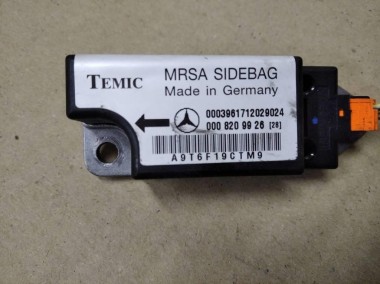 TEMIC
MRSA SIDEBAG
Made in Germany
0003961712029024
000 820 99 26 [28]
A9T6F19CTM9